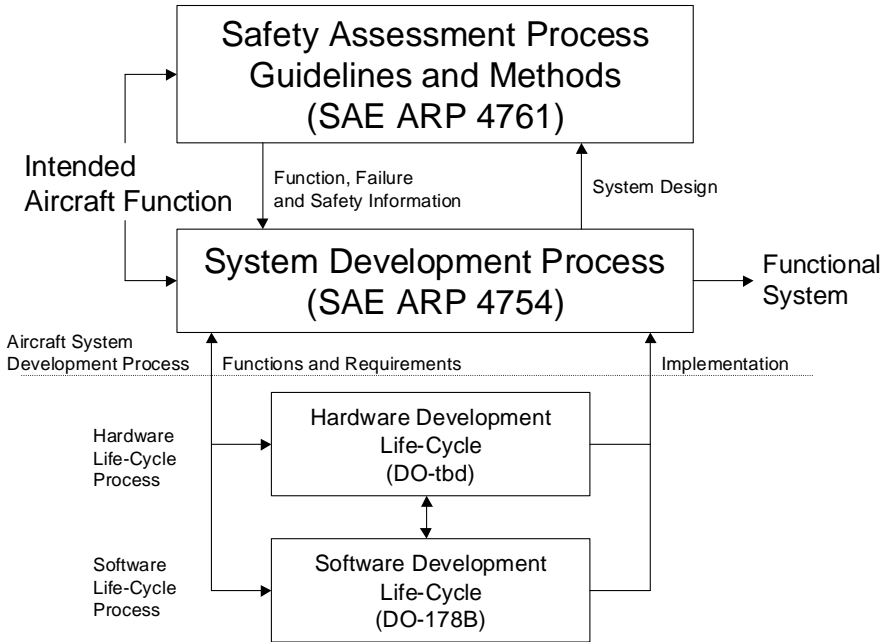 Safety Assessment Process
Guidelines and Methods
(SAE ARP 4761)
Intended
Aircraft Function
Function, Failure
and Safety Information
System Design
System Development Process
(SAE ARP 4754)
Functional
System
Aircraft System
Development Process
Functions and Requirements
Implementation
Hardware
Life-Cycle
Process
Hardware Development
Life-Cycle
(DO-tbd)
Software
Life-Cycle
Process
Software Development
Life-Cycle
(DO-178B)